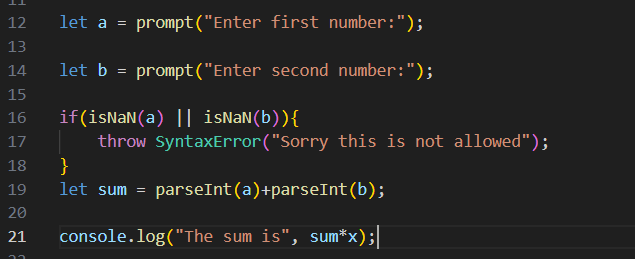 12 let a = prompt("Enter first number:");
13
14 let b = prompt("Enter second number:");
15
16 if(isNaN(a) || isNaN(b)){
17     throw SyntaxError("Sorry this is not allowed");
18 }
19 let sum = parseInt(a)+parseInt(b);
20
21 console.log("The sum is", sum*x);